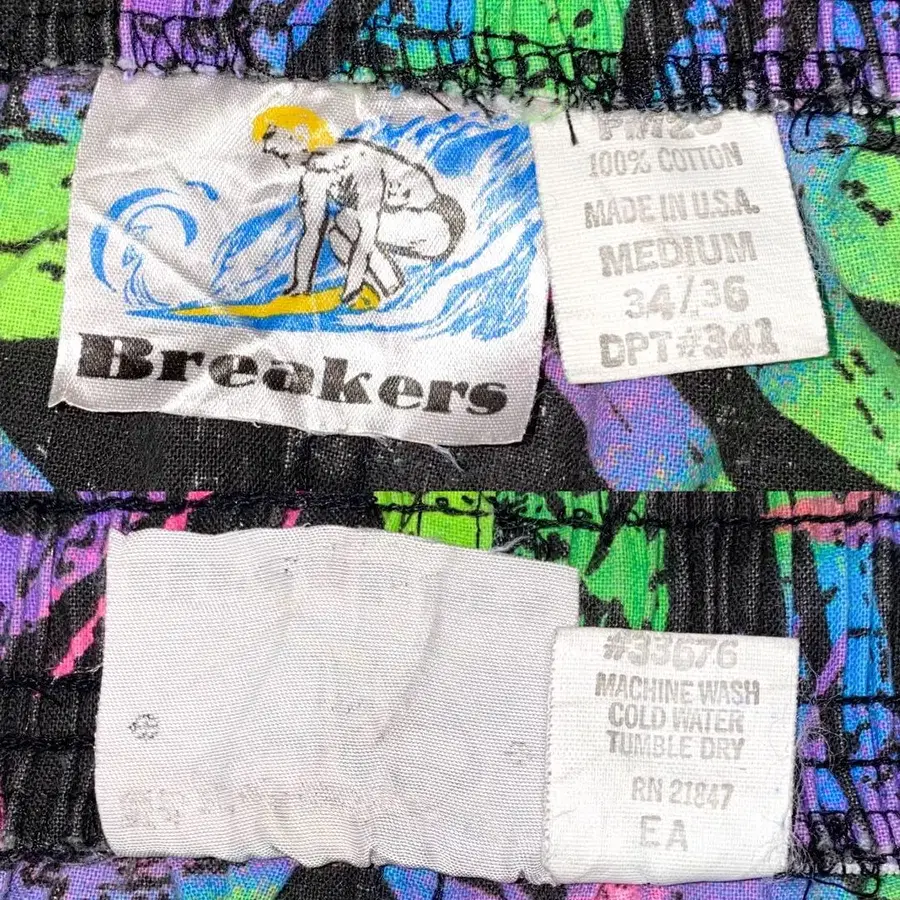 Breakers
100% COTTON
MADE IN U.S.A.
MEDIUM
34/36
DPT#341
#33676
MACHINE WASH
COLD WATER
TUMBLE DRY
RN 21847
EA